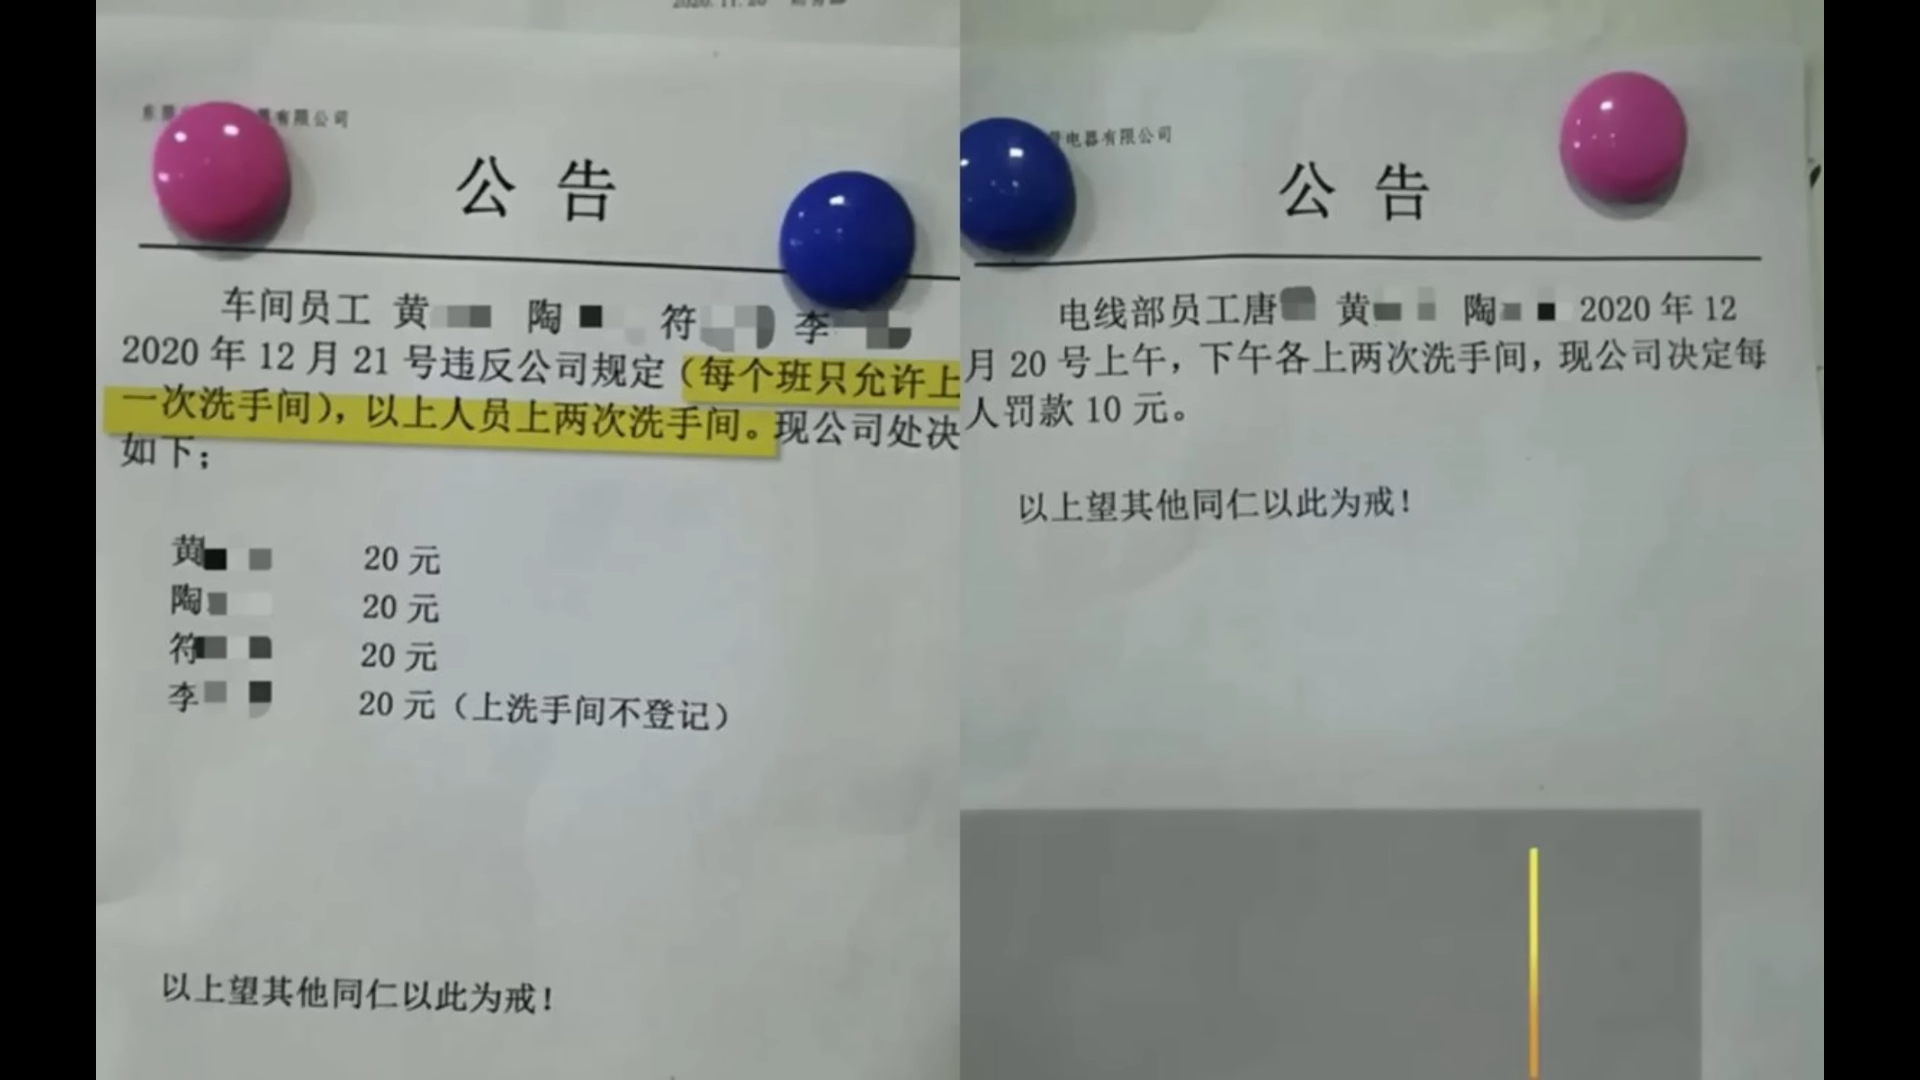 有限公司
公告
车间员工 黄 陶 符 李
2020 年 12 月 21 号违反公司规定（每个班只允许上
一次洗手间），以上人员上两次洗手间。现公司处决
如下；
黄 20 元
陶 20 元
符 20 元
李 20 元（上洗手间不登记）
以上望其他同仁以此为戒！
电器有限公司
公告
电线部员工唐 黄 陶 2020 年 12
月 20 号上午，下午各上两次洗手间，现公司决定每
人罚款 10 元。
以上望其他同仁以此为戒！